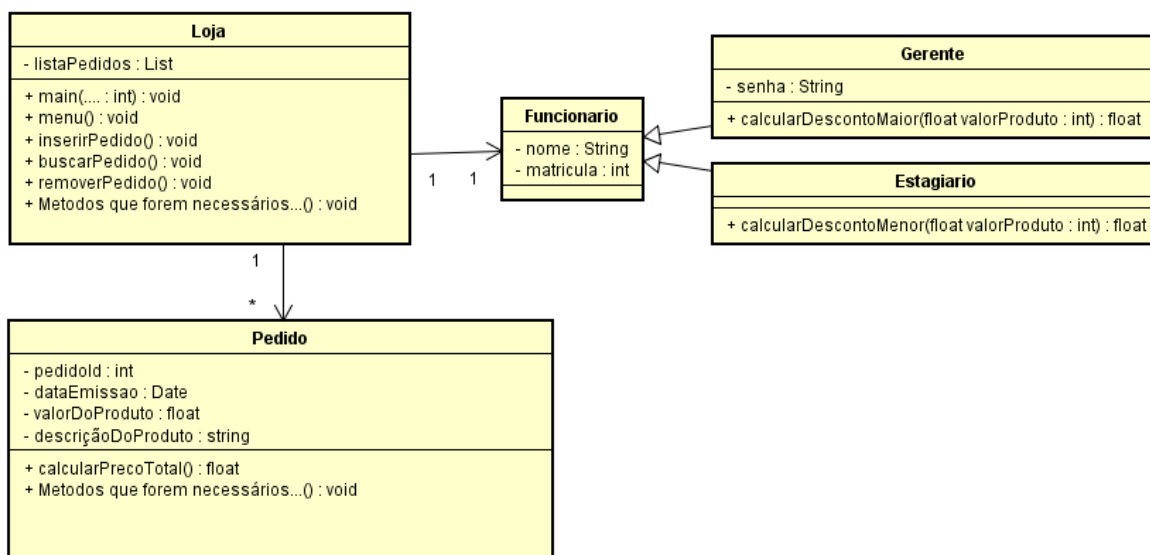 Loja
- listaPedidos : List
+ main(.... : int) : void
+ menu() : void
+ inserirPedido() : void
+ buscarPedido() : void
+ removerPedido() : void
+ Metodos que forem necessários...() : void
1
1
Funcionario
- nome : String
- matricula : int
Gerente
- senha : String
+ calcularDescontoMaior(float valorProduto : int) : float
Estagiario
+ calcularDescontoMenor(float valorProduto : int) : float
1
*
Pedido
- pedidoId : int
- dataEmissao : Date
- valorDoProduto : float
- descriçãoDoProduto : string
+ calcularPrecoTotal() : float
+ Metodos que forem necessários...() : void